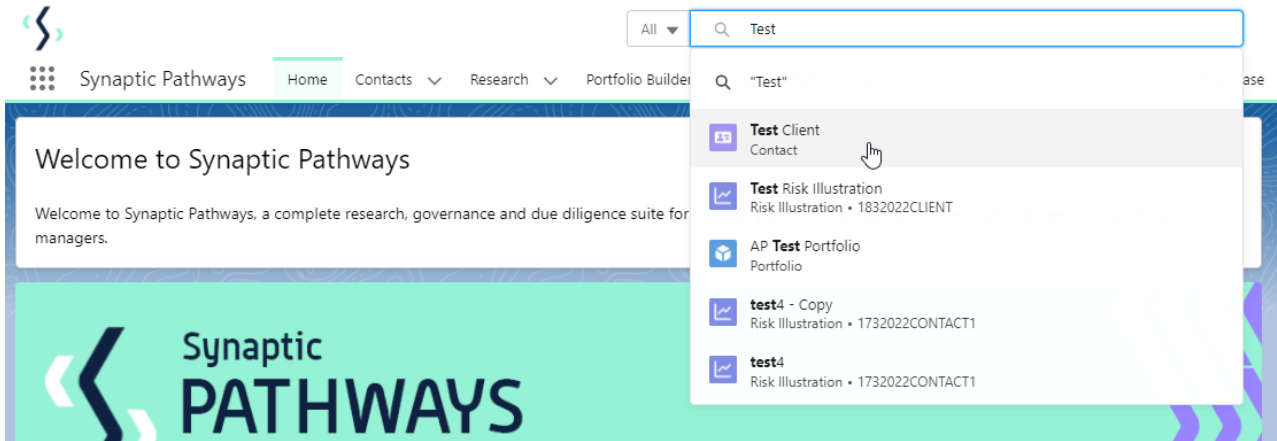 All
Test
Synaptic Pathways
Home
Contacts
Research
Portfolio Builder
ase
"Test"
Test Client
Contact
Test Risk Illustration
Risk Illustration • 1832022CLIENT
AP Test Portfolio
Portfolio
test4 - Copy
Risk Illustration • 1732022CONTACT1
test4
Risk Illustration • 1732022CONTACT1
Welcome to Synaptic Pathways
Welcome to Synaptic Pathways, a complete research, governance and due diligence suite for
managers.
Synaptic
PATHWAYS